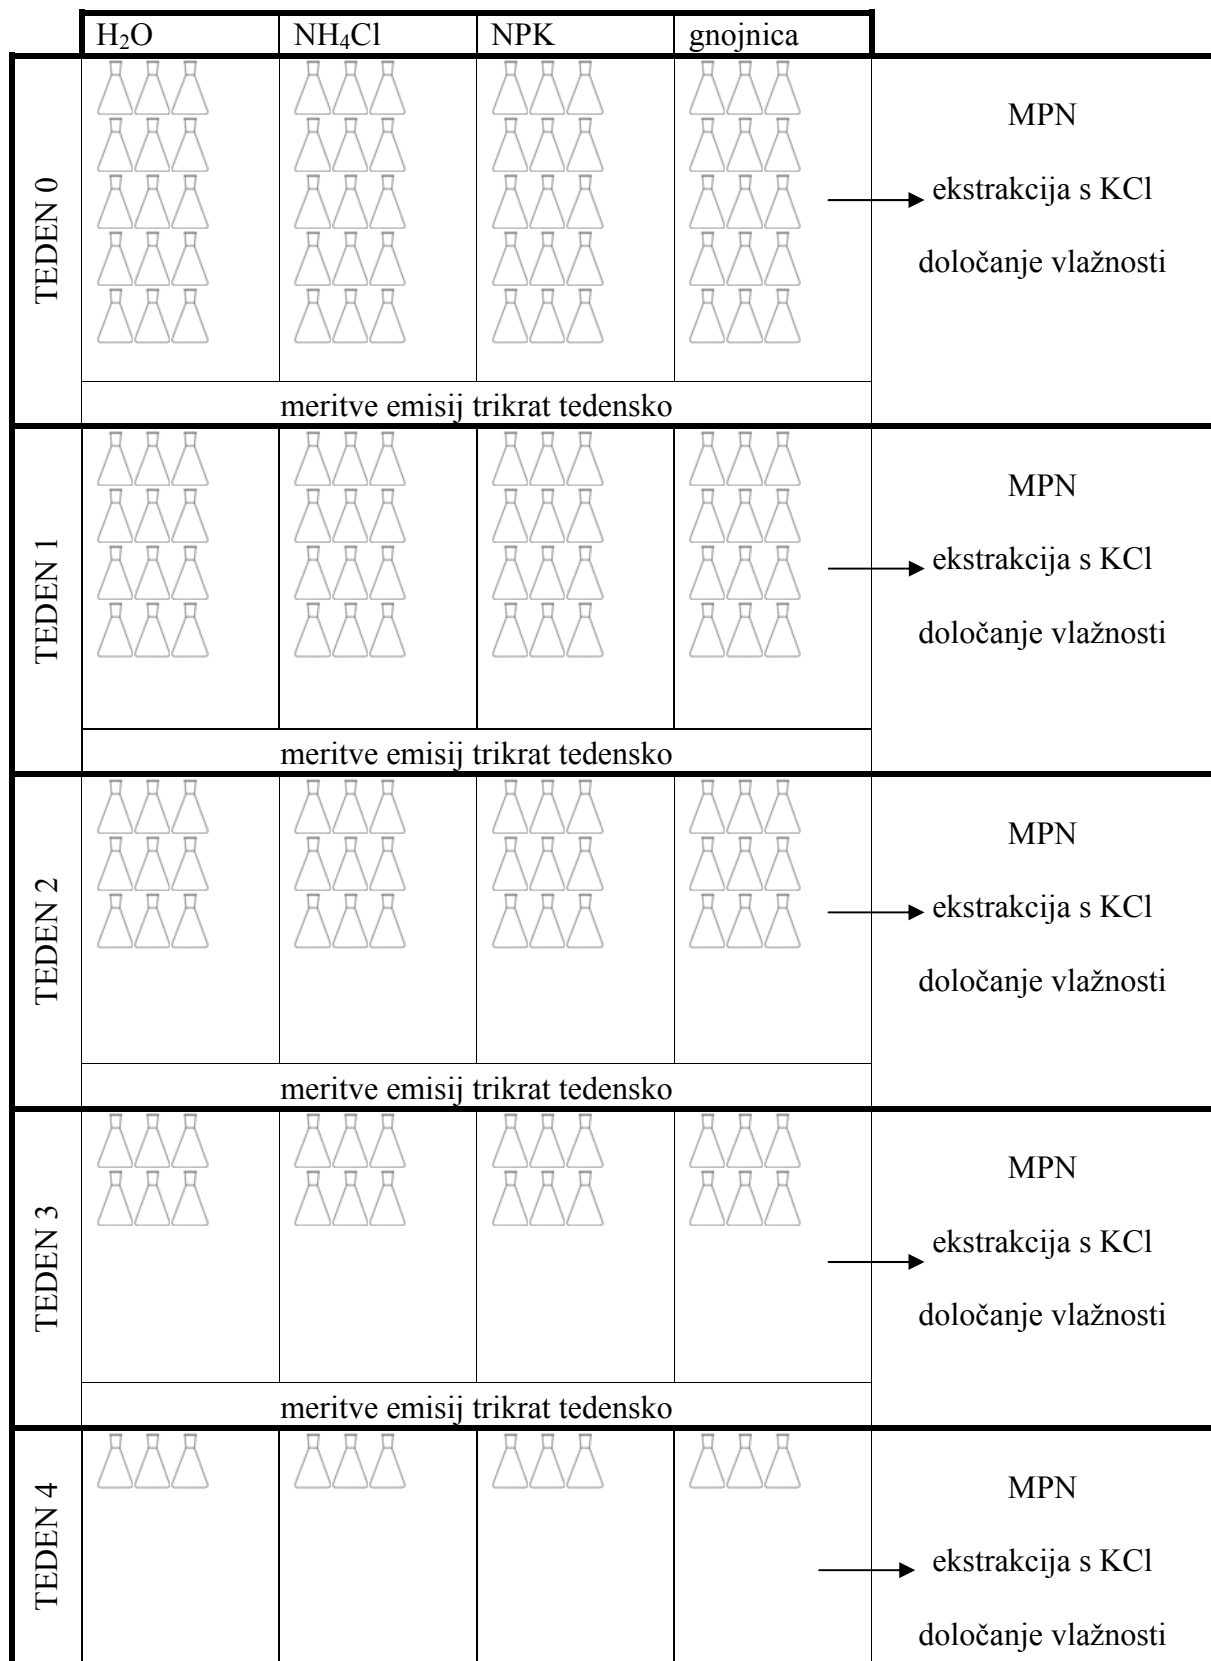 H₂O NH₄Cl NPK gnojnica
TEDEN 0
MPN
ekstrakcija s KCl
določanje vlažnosti
meritve emisij trikrat tedensko
TEDEN 1
MPN
ekstrakcija s KCl
določanje vlažnosti
meritve emisij trikrat tedensko
TEDEN 2
MPN
ekstrakcija s KCl
določanje vlažnosti
meritve emisij trikrat tedensko
TEDEN 3
MPN
ekstrakcija s KCl
določanje vlažnosti
meritve emisij trikrat tedensko
TEDEN 4
MPN
ekstrakcija s KCl
določanje vlažnosti